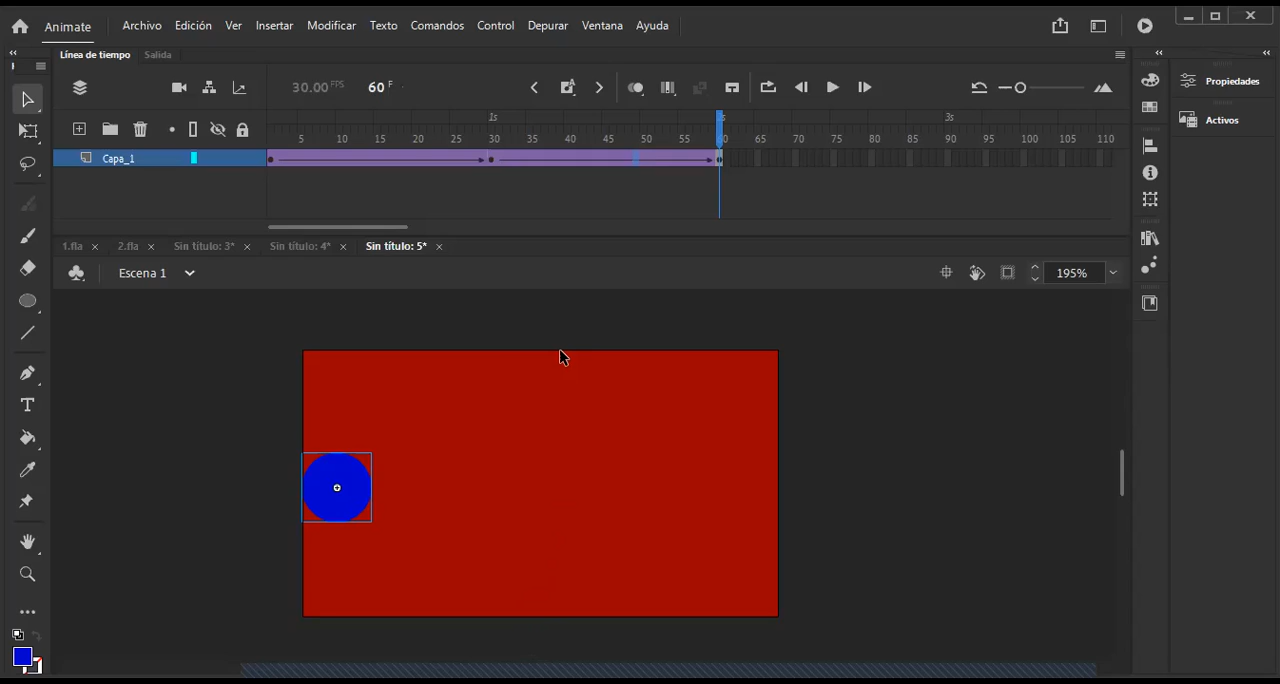 Animate Archivo Edición Ver Insertar Modificar Texto Comandos Control Depurar Ventana Ayuda
Línea de tiempo Salida
30.00 FPS 60 F
1s 3s
5 10 15 20 25 30 35 40 45 50 55 60 65 70 75 80 85 90 95 100 105 110
Capa_1
1.fla × 2.fla × Sin título: 3* × Sin título: 4* × Sin título: 5* ×
Escena 1 195%
Propiedades
Activos